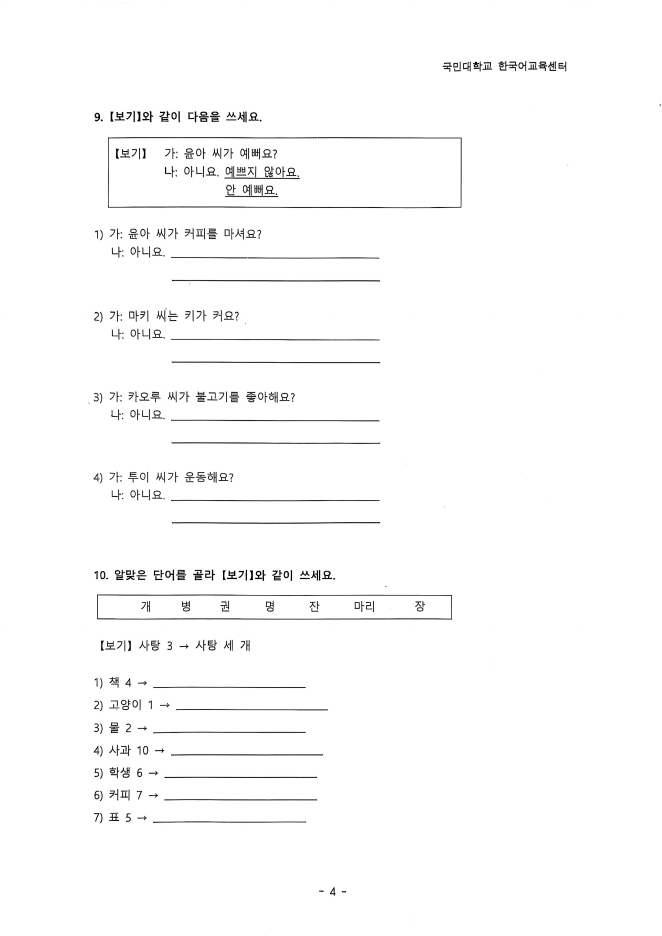 국민대학교 한국어교육센터
9. 【보기】와 같이 다음을 쓰세요.
【보기】 가: 윤아 씨가 예뻐요?
나: 아니요. 예쁘지 않아요.
안 예뻐요.
1) 가: 윤아 씨가 커피를 마셔요?
나: 아니요.
2) 가: 마키 씨는 키가 커요?
나: 아니요.
3) 가: 카오루 씨가 불고기를 좋아해요?
나: 아니요.
4) 가: 투이 씨가 운동해요?
나: 아니요.
10. 알맞은 단어를 골라 【보기】와 같이 쓰세요.
개 병 권 명 잔 마리 장
【보기】 사탕 3 → 사탕 세 개
1) 책 4 →
2) 고양이 1 →
3) 물 2 →
4) 사과 10 →
5) 학생 6 →
6) 커피 7 →
7) 표 5 →
- 4 -